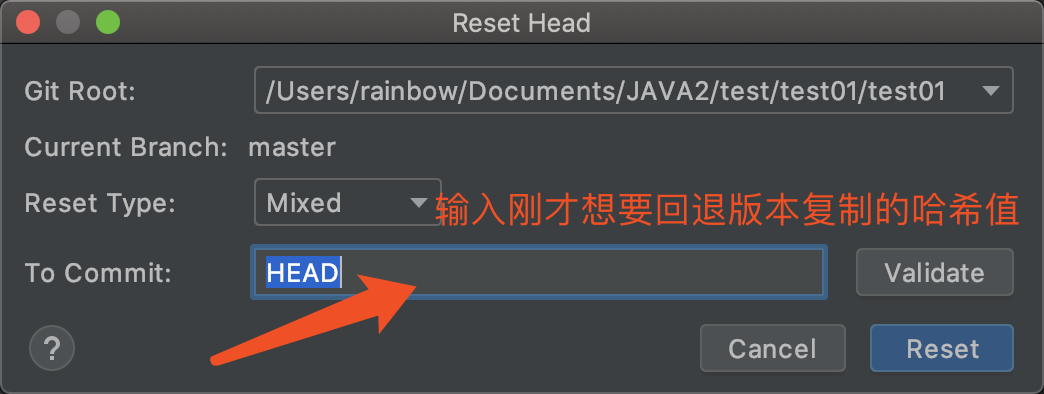 Reset Head
Git Root: /Users/rainbow/Documents/JAVA2/test/test01/test01
Current Branch: master
Reset Type: Mixed 输入刚才想要回退版本复制的哈希值
To Commit: HEAD Validate
? Cancel Reset